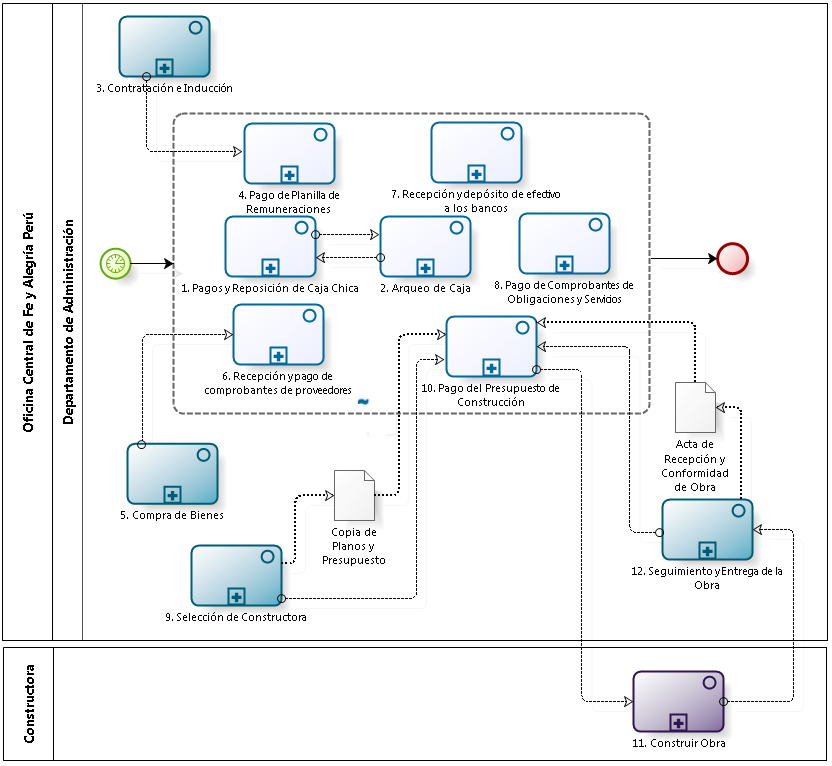 Oficina Central de Fe y Alegría Perú
Departamento de Administración
3. Contratación e Inducción
4. Pago de Planilla de
Remuneraciones
7. Recepción y depósito de efectivo
a los bancos
1. Pagos y Reposición de Caja Chica
2. Arqueo de Caja
8. Pago de Comprobantes de
Obligaciones y Servicios
6. Recepción y pago de
comprobantes de proveedores
10. Pago del Presupuesto de
Construcción
Acta de
Recepción y
Conformidad
de Obra
5. Compra de Bienes
Copia de
Planos y
Presupuesto
12. Seguimiento y Entrega de la
Obra
9. Selección de Constructora
Constructora
11. Construir Obra